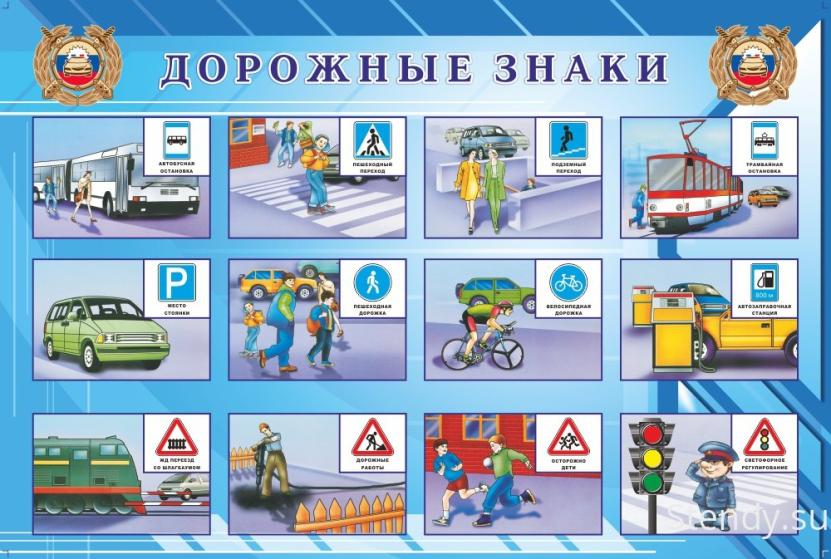 ДОРОЖНЫЕ ЗНАКИ
АВТОБУСНАЯ
ОСТАНОВКА
ПЕШЕХОДНЫЙ
ПЕРЕХОД
ПОДЗЕМНЫЙ
ПЕРЕХОД
ТРАМВАЙНАЯ
ОСТАНОВКА
P
МЕСТО
СТОЯНКИ
ПЕШЕХОДНАЯ
ДОРОЖКА
ВЕЛОСИПЕДНАЯ
ДОРОЖКА
800 м
АВТОЗАПРАВОЧНАЯ
СТАНЦИЯ
ЖД ПЕРЕЕЗД
СО ШЛАГБАУМОМ
ДОРОЖНЫЕ
РАБОТЫ
ОСТОРОЖНО
ДЕТИ
СВЕТОФОРНОЕ
РЕГУЛИРОВАНИЕ
Stendy.su